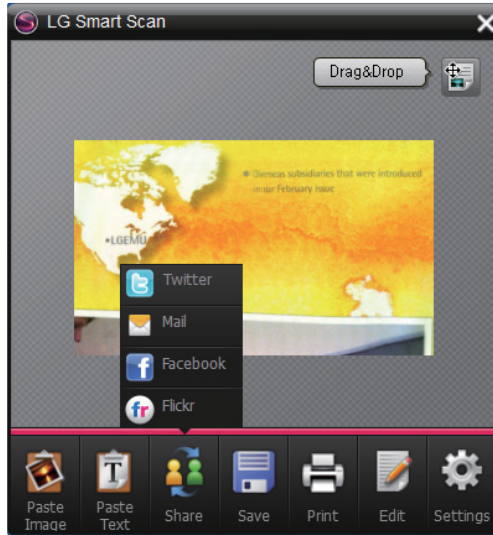 LG Smart Scan
Drag&Drop
Overseas subsidiaries that were introduced
in our February issue
•LGEMU
Twitter
Mail
Facebook
Flickr
Paste Image
Paste Text
Share
Save
Print
Edit
Settings